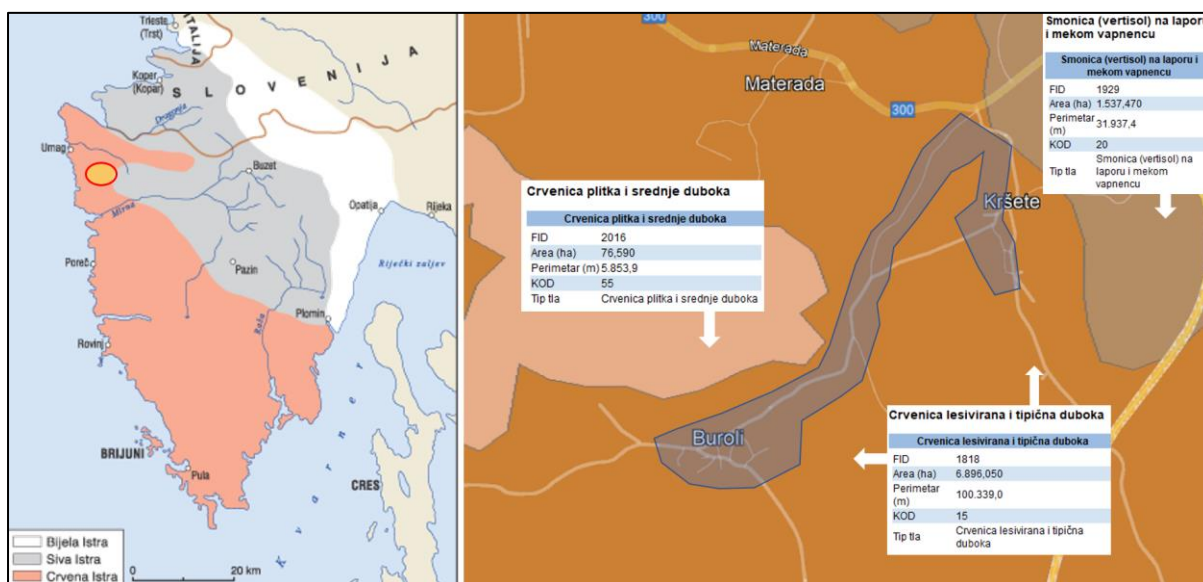 Trieste
(Trst)
ITALIJA
Koper
(Kopar)
SLOVENIJA
Dragonja
Umag
Buzet
Mirna
Opatija
Rijeka
Poreč
Pazin
Riječki zaljev
Plomin
Raša
Rovinj
BRIJUNI
Pula
CRES
Kvarner
Bijela Istra
Siva Istra
Crvena Istra
0 20 km
300
Materada
Materada
300
Kršete
Buroli
Smonica (vertisol) na laporu
i mekom vapnencu
Smonica (vertisol) na laporu i
mekom vapnencu
FID 1929
Area (ha) 1.537,470
Perimetar
(m) 31.937,4
KOD 20
Tip tla Smonica (vertisol) na
laporu i mekom
vapnencu
Crvenica plitka i srednje duboka
Crvenica plitka i srednje duboka
FID 2016
Area (ha) 76,590
Perimetar (m) 5.853,9
KOD 55
Tip tla Crvenica plitka i srednje duboka
Crvenica lesivirana i tipična duboka
Crvenica lesivirana i tipična duboka
FID 1818
Area (ha) 6.896,050
Perimetar
(m) 100.339,0
KOD 15
Tip tla Crvenica lesivirana i tipična
duboka